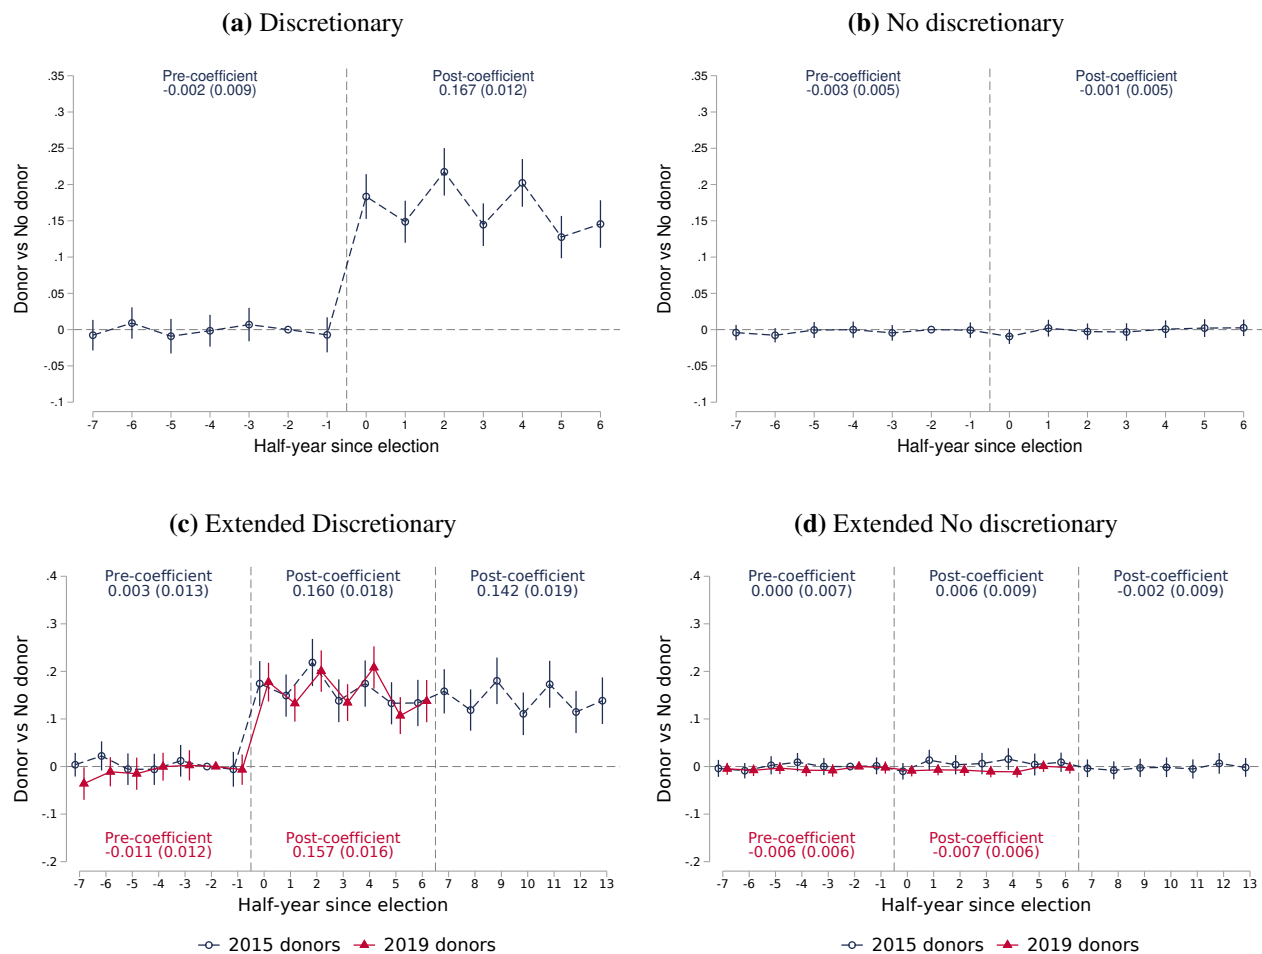 (a) Discretionary
Pre-coefficient
-0.002 (0.009)
Post-coefficient
0.167 (0.012)
Donor vs No donor
.35
.3
.25
.2
.15
.1
.05
0
-.05
-.1
-7 -6 -5 -4 -3 -2 -1 0 1 2 3 4 5 6
Half-year since election
(b) No discretionary
Pre-coefficient
-0.003 (0.005)
Post-coefficient
-0.001 (0.005)
Donor vs No donor
.35
.3
.25
.2
.15
.1
.05
0
-.05
-.1
-7 -6 -5 -4 -3 -2 -1 0 1 2 3 4 5 6
Half-year since election
(c) Extended Discretionary
Pre-coefficient
0.003 (0.013)
Post-coefficient
0.160 (0.018)
Post-coefficient
0.142 (0.019)
Donor vs No donor
.4
.3
.2
.1
0
-.1
-.2
Pre-coefficient
-0.011 (0.012)
Post-coefficient
0.157 (0.016)
-7 -6 -5 -4 -3 -2 -1 0 1 2 3 4 5 6 7 8 9 10 11 12 13
Half-year since election
2015 donors 2019 donors
(d) Extended No discretionary
Pre-coefficient
0.000 (0.007)
Post-coefficient
0.006 (0.009)
Post-coefficient
-0.002 (0.009)
Donor vs No donor
.4
.3
.2
.1
0
-.1
-.2
Pre-coefficient
-0.006 (0.006)
Post-coefficient
-0.007 (0.006)
-7 -6 -5 -4 -3 -2 -1 0 1 2 3 4 5 6 7 8 9 10 11 12 13
Half-year since election
2015 donors 2019 donors